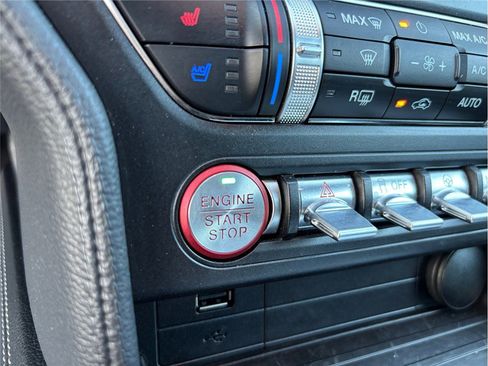 MAX
MAX A/C
A/C
A/C
R
AUTO
OFF
ENGINE
START
STOP